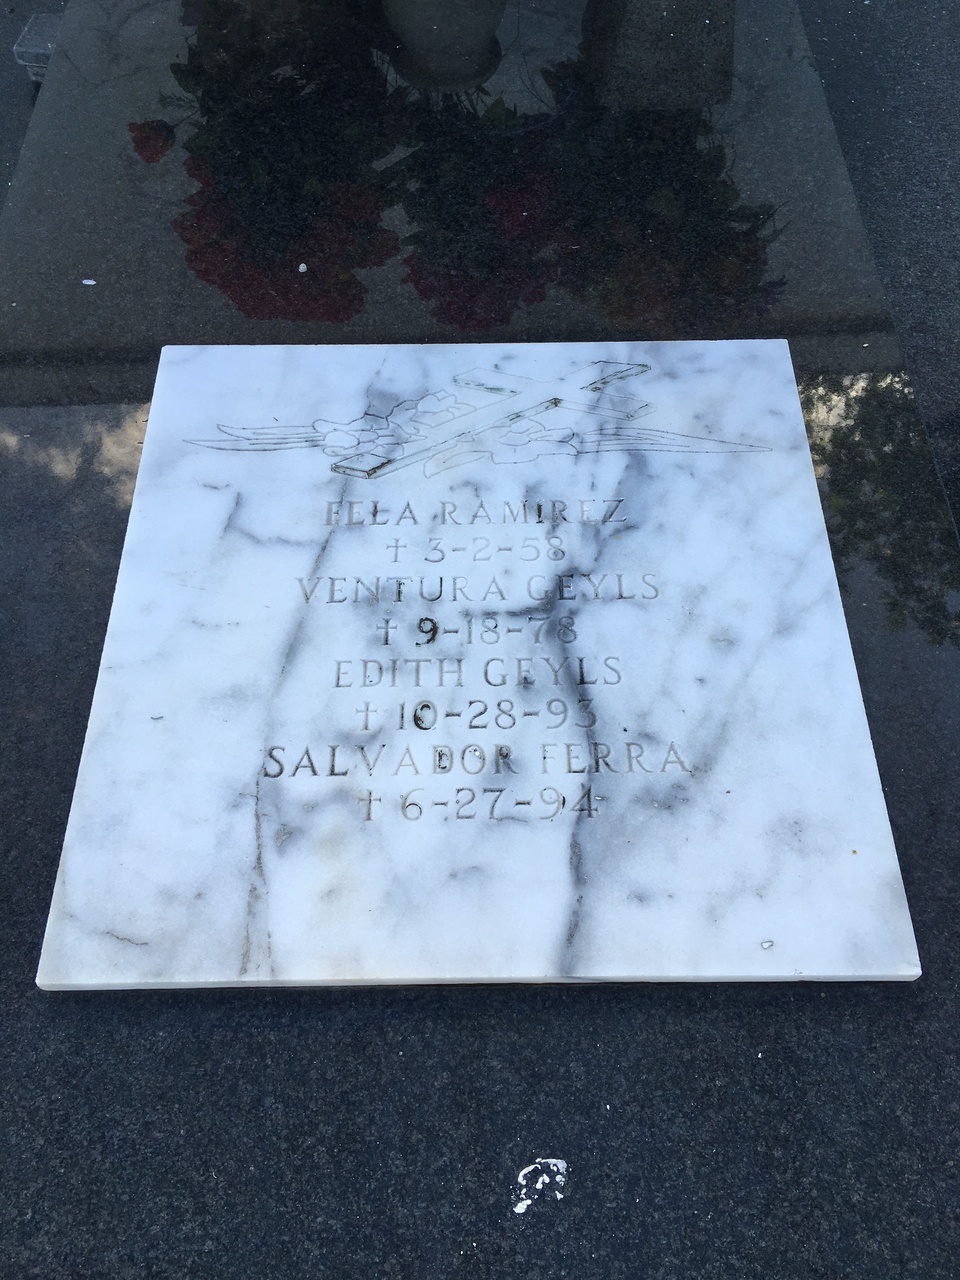 FELA RAMIREZ
† 3-2-58
VENTURA GEYLS
† 9-18-78
EDITH GEYLS
† 10-28-93
SALVADOR FERRA
† 6-27-94